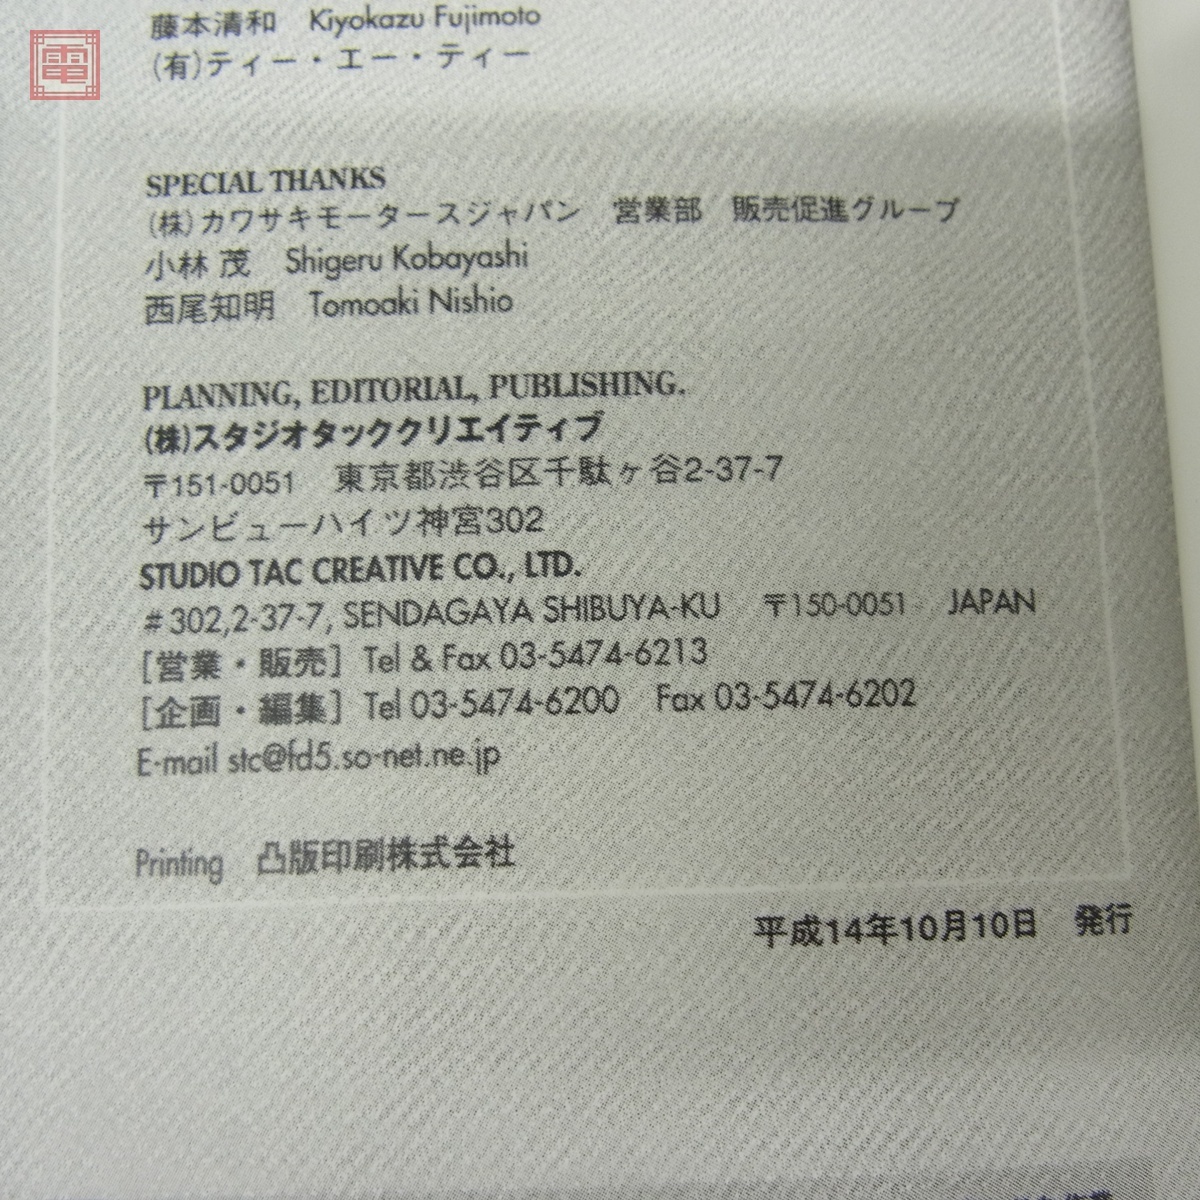 電
藤本清和　Kiyokazu Fujimoto
(有)ティー・エー・ティー
SPECIAL THANKS
(株)カワサキモータースジャパン　営業部　販売促進グループ
小林 茂　Shigeru Kobayashi
西尾知明　Tomoaki Nishio
PLANNING, EDITORIAL, PUBLISHING.
(株)スタジオタッククリエイティブ
〒151-0051　東京都渋谷区千駄ヶ谷2-37-7
サンビューハイツ神宮302
STUDIO TAC CREATIVE CO., LTD.
#302,2-37-7, SENDAGAYA SHIBUYA-KU　〒150-0051　JAPAN
[営業・販売] Tel & Fax 03-5474-6213
[企画・編集] Tel 03-5474-6200　Fax 03-5474-6202
E-mail stc@fd5.so-net.ne.jp
Printing　凸版印刷株式会社
平成14年10月10日　発行